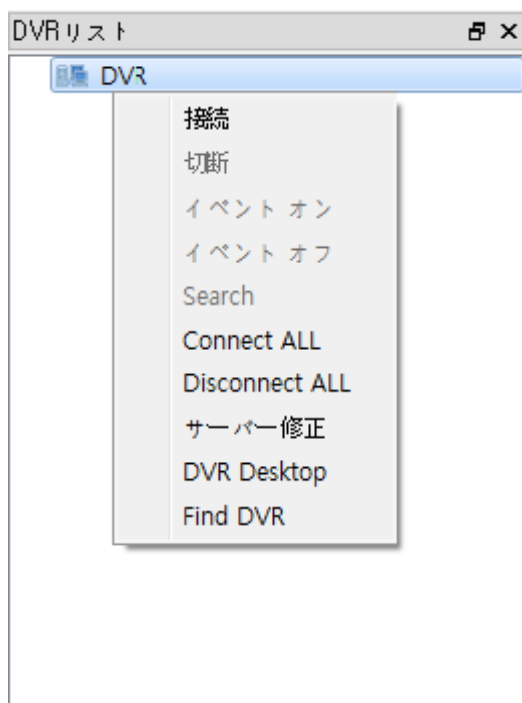 DVRリスト
DVR
接続
切断
イベント オン
イベント オフ
Search
Connect ALL
Disconnect ALL
サーバー修正
DVR Desktop
Find DVR